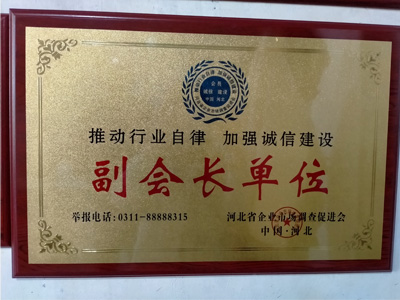 推动行业自律 加强诚信建设
副会长单位
举报电话:0311-88888315
河北省企业市场调查促进会
中国·河北